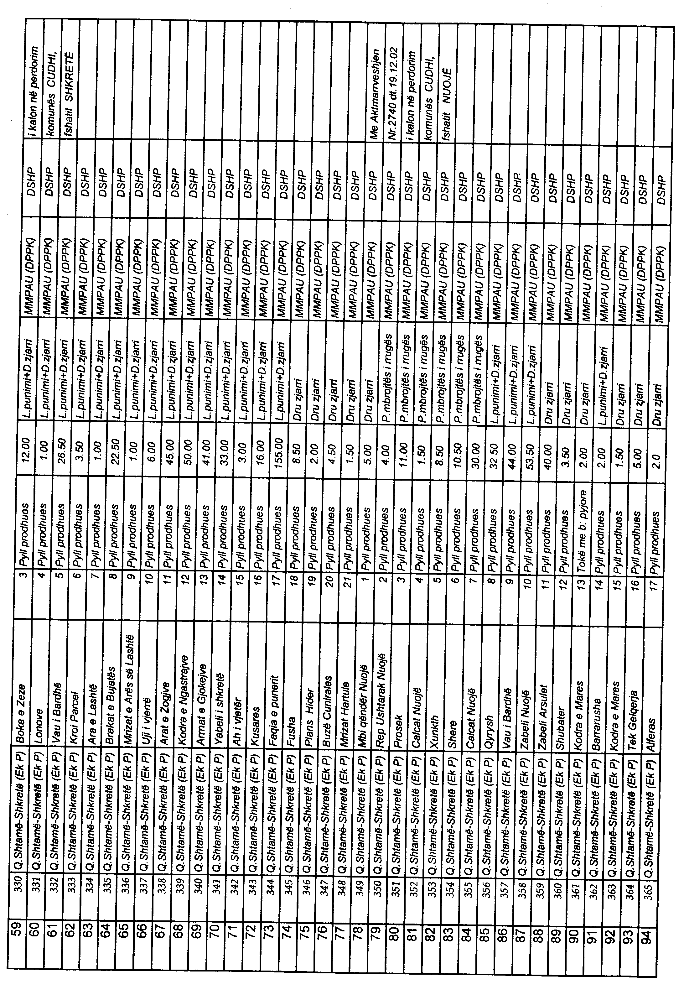 59 330 Q.Shtamë-Shkretë (Ek P) Boka e Zeze 3 Pyll prodhues 12.00 L.punimi+D.zjarri MMPAU (DPPK) DSHP i kalon në perdorim
60 331 Q.Shtamë-Shkretë (Ek P) Lonove 4 Pyll prodhues 1.00 L.punimi+D.zjarri MMPAU (DPPK) DSHP komunës CUDHI,
61 332 Q.Shtamë-Shkretë (Ek P) Vau i Bardhë 5 Pyll prodhues 26.50 L.punimi+D.zjarri MMPAU (DPPK) DSHP fshatit SHKRETË
62 333 Q.Shtamë-Shkretë (Ek P) Kroi Parcel 6 Pyll prodhues 3.50 L.punimi+D.zjarri MMPAU (DPPK) DSHP
63 334 Q.Shtamë-Shkretë (Ek P) Ara e Lashtë 7 Pyll prodhues 1.00 L.punimi+D.zjarri MMPAU (DPPK) DSHP
64 335 Q.Shtamë-Shkretë (Ek P) Brakat e Bujatës 8 Pyll prodhues 22.50 L.punimi+D.zjarri MMPAU (DPPK) DSHP
65 336 Q.Shtamë-Shkretë (Ek P) Mrizat e Arës së Lashtë 9 Pyll prodhues 1.00 L.punimi+D.zjarri MMPAU (DPPK) DSHP
66 337 Q.Shtamë-Shkretë (Ek P) Uji i vjerrë 10 Pyll prodhues 6.00 L.punimi+D.zjarri MMPAU (DPPK) DSHP
67 338 Q.Shtamë-Shkretë (Ek P) Arat e Zogjve 11 Pyll prodhues 45.00 L.punimi+D.zjarri MMPAU (DPPK) DSHP
68 339 Q.Shtamë-Shkretë (Ek P) Kodra e Ngastrajve 12 Pyll prodhues 50.00 L.punimi+D.zjarri MMPAU (DPPK) DSHP
69 340 Q.Shtamë-Shkretë (Ek P) Armat e Gjokejve 13 Pyll prodhues 41.00 L.punimi+D.zjarri MMPAU (DPPK) DSHP
70 341 Q.Shtamë-Shkretë (Ek P) Yabeli i shkretë 14 Pyll prodhues 33.00 L.punimi+D.zjarri MMPAU (DPPK) DSHP
71 342 Q.Shtamë-Shkretë (Ek P) Ah i vjetër 15 Pyll prodhues 3.00 L.punimi+D.zjarri MMPAU (DPPK) DSHP
72 343 Q.Shtamë-Shkretë (Ek P) Kusares 16 Pyll prodhues 16.00 L.punimi+D.zjarri MMPAU (DPPK) DSHP
73 344 Q.Shtamë-Shkretë (Ek P) Faqia e punerit 17 Pyll prodhues 155.00 L.punimi+D.zjarri MMPAU (DPPK) DSHP
74 345 Q.Shtamë-Shkretë (Ek P) Fusha 18 Pyll prodhues 8.50 Dru zjarri MMPAU (DPPK) DSHP
75 346 Q.Shtamë-Shkretë (Ek P) Plans Hider 19 Pyll prodhues 2.00 Dru zjarri MMPAU (DPPK) DSHP
76 347 Q.Shtamë-Shkretë (Ek P) Buzë Cunirales 20 Pyll prodhues 4.50 Dru zjarri MMPAU (DPPK) DSHP
77 348 Q.Shtamë-Shkretë (Ek P) Mrizat Hartule 21 Pyll prodhues 1.50 Dru zjarri MMPAU (DPPK) DSHP
78 349 Q.Shtamë-Shkretë (Ek P) Mbi qëndër Nuojë 1 Pyll prodhues 5.00 Dru zjarri MMPAU (DPPK) DSHP Me Aktmarrveshjen
79 350 Q.Shtamë-Shkretë (Ek P) Rep Ushtarak Nuojë 2 Pyll prodhues 4.00 P.mbrojtës i rrugës MMPAU (DPPK) DSHP Nr.2740 dt.19.12.02
80 351 Q.Shtamë-Shkretë (Ek P) Prosek 3 Pyll prodhues 11.00 P.mbrojtës i rrugës MMPAU (DPPK) DSHP i kalon në perdorim
81 352 Q.Shtamë-Shkretë (Ek P) Calcat Nuojë 4 Pyll prodhues 1.50 P.mbrojtës i rrugës MMPAU (DPPK) DSHP komunës CUDHI,
82 353 Q.Shtamë-Shkretë (Ek P) Xunkth 5 Pyll prodhues 8.50 P.mbrojtës i rrugës MMPAU (DPPK) DSHP fshatit NUOJË
83 354 Q.Shtamë-Shkretë (Ek P) Shere 6 Pyll prodhues 10.50 P.mbrojtës i rrugës MMPAU (DPPK) DSHP
84 355 Q.Shtamë-Shkretë (Ek P) Calcat Nuojë 7 Pyll prodhues 30.00 P.mbrojtës i rrugës MMPAU (DPPK) DSHP
85 356 Q.Shtamë-Shkretë (Ek P) Qyrysh 8 Pyll prodhues 32.50 L.punimi+D.zjarri MMPAU (DPPK) DSHP
86 357 Q.Shtamë-Shkretë (Ek P) Vau i Bardhë 9 Pyll prodhues 44.00 L.punimi+D.zjarri MMPAU (DPPK) DSHP
87 358 Q.Shtamë-Shkretë (Ek P) Zabeli Nuojë 10 Pyll prodhues 53.50 L.punimi+D.zjarri MMPAU (DPPK) DSHP
88 359 Q.Shtamë-Shkretë (Ek P) Zabeli Arsulet 11 Pyll prodhues 40.00 Dru zjarri MMPAU (DPPK) DSHP
89 360 Q.Shtamë-Shkretë (Ek P) Shubater 12 Pyll prodhues 3.50 Dru zjarri MMPAU (DPPK) DSHP
90 361 Q.Shtamë-Shkretë (Ek P) Kodra e Mares 13 Tokë me b: pyjore 2.00 Dru zjarri MMPAU (DPPK) DSHP
91 362 Q.Shtamë-Shkretë (Ek P) Barrarusha 14 Pyll prodhues 2.00 L.punimi+D.zjarri MMPAU (DPPK) DSHP
92 363 Q.Shtamë-Shkretë (Ek P) Kodra e Mares 15 Pyll prodhues 1.50 Dru zjarri MMPAU (DPPK) DSHP
93 364 Q.Shtamë-Shkretë (Ek P) Tek Gelqerja 16 Pyll prodhues 5.00 Dru zjarri MMPAU (DPPK) DSHP
94 365 Q.Shtamë-Shkretë (Ek P) Alferas 17 Pyll prodhues 2.0 Dru zjarri MMPAU (DPPK) DSHP